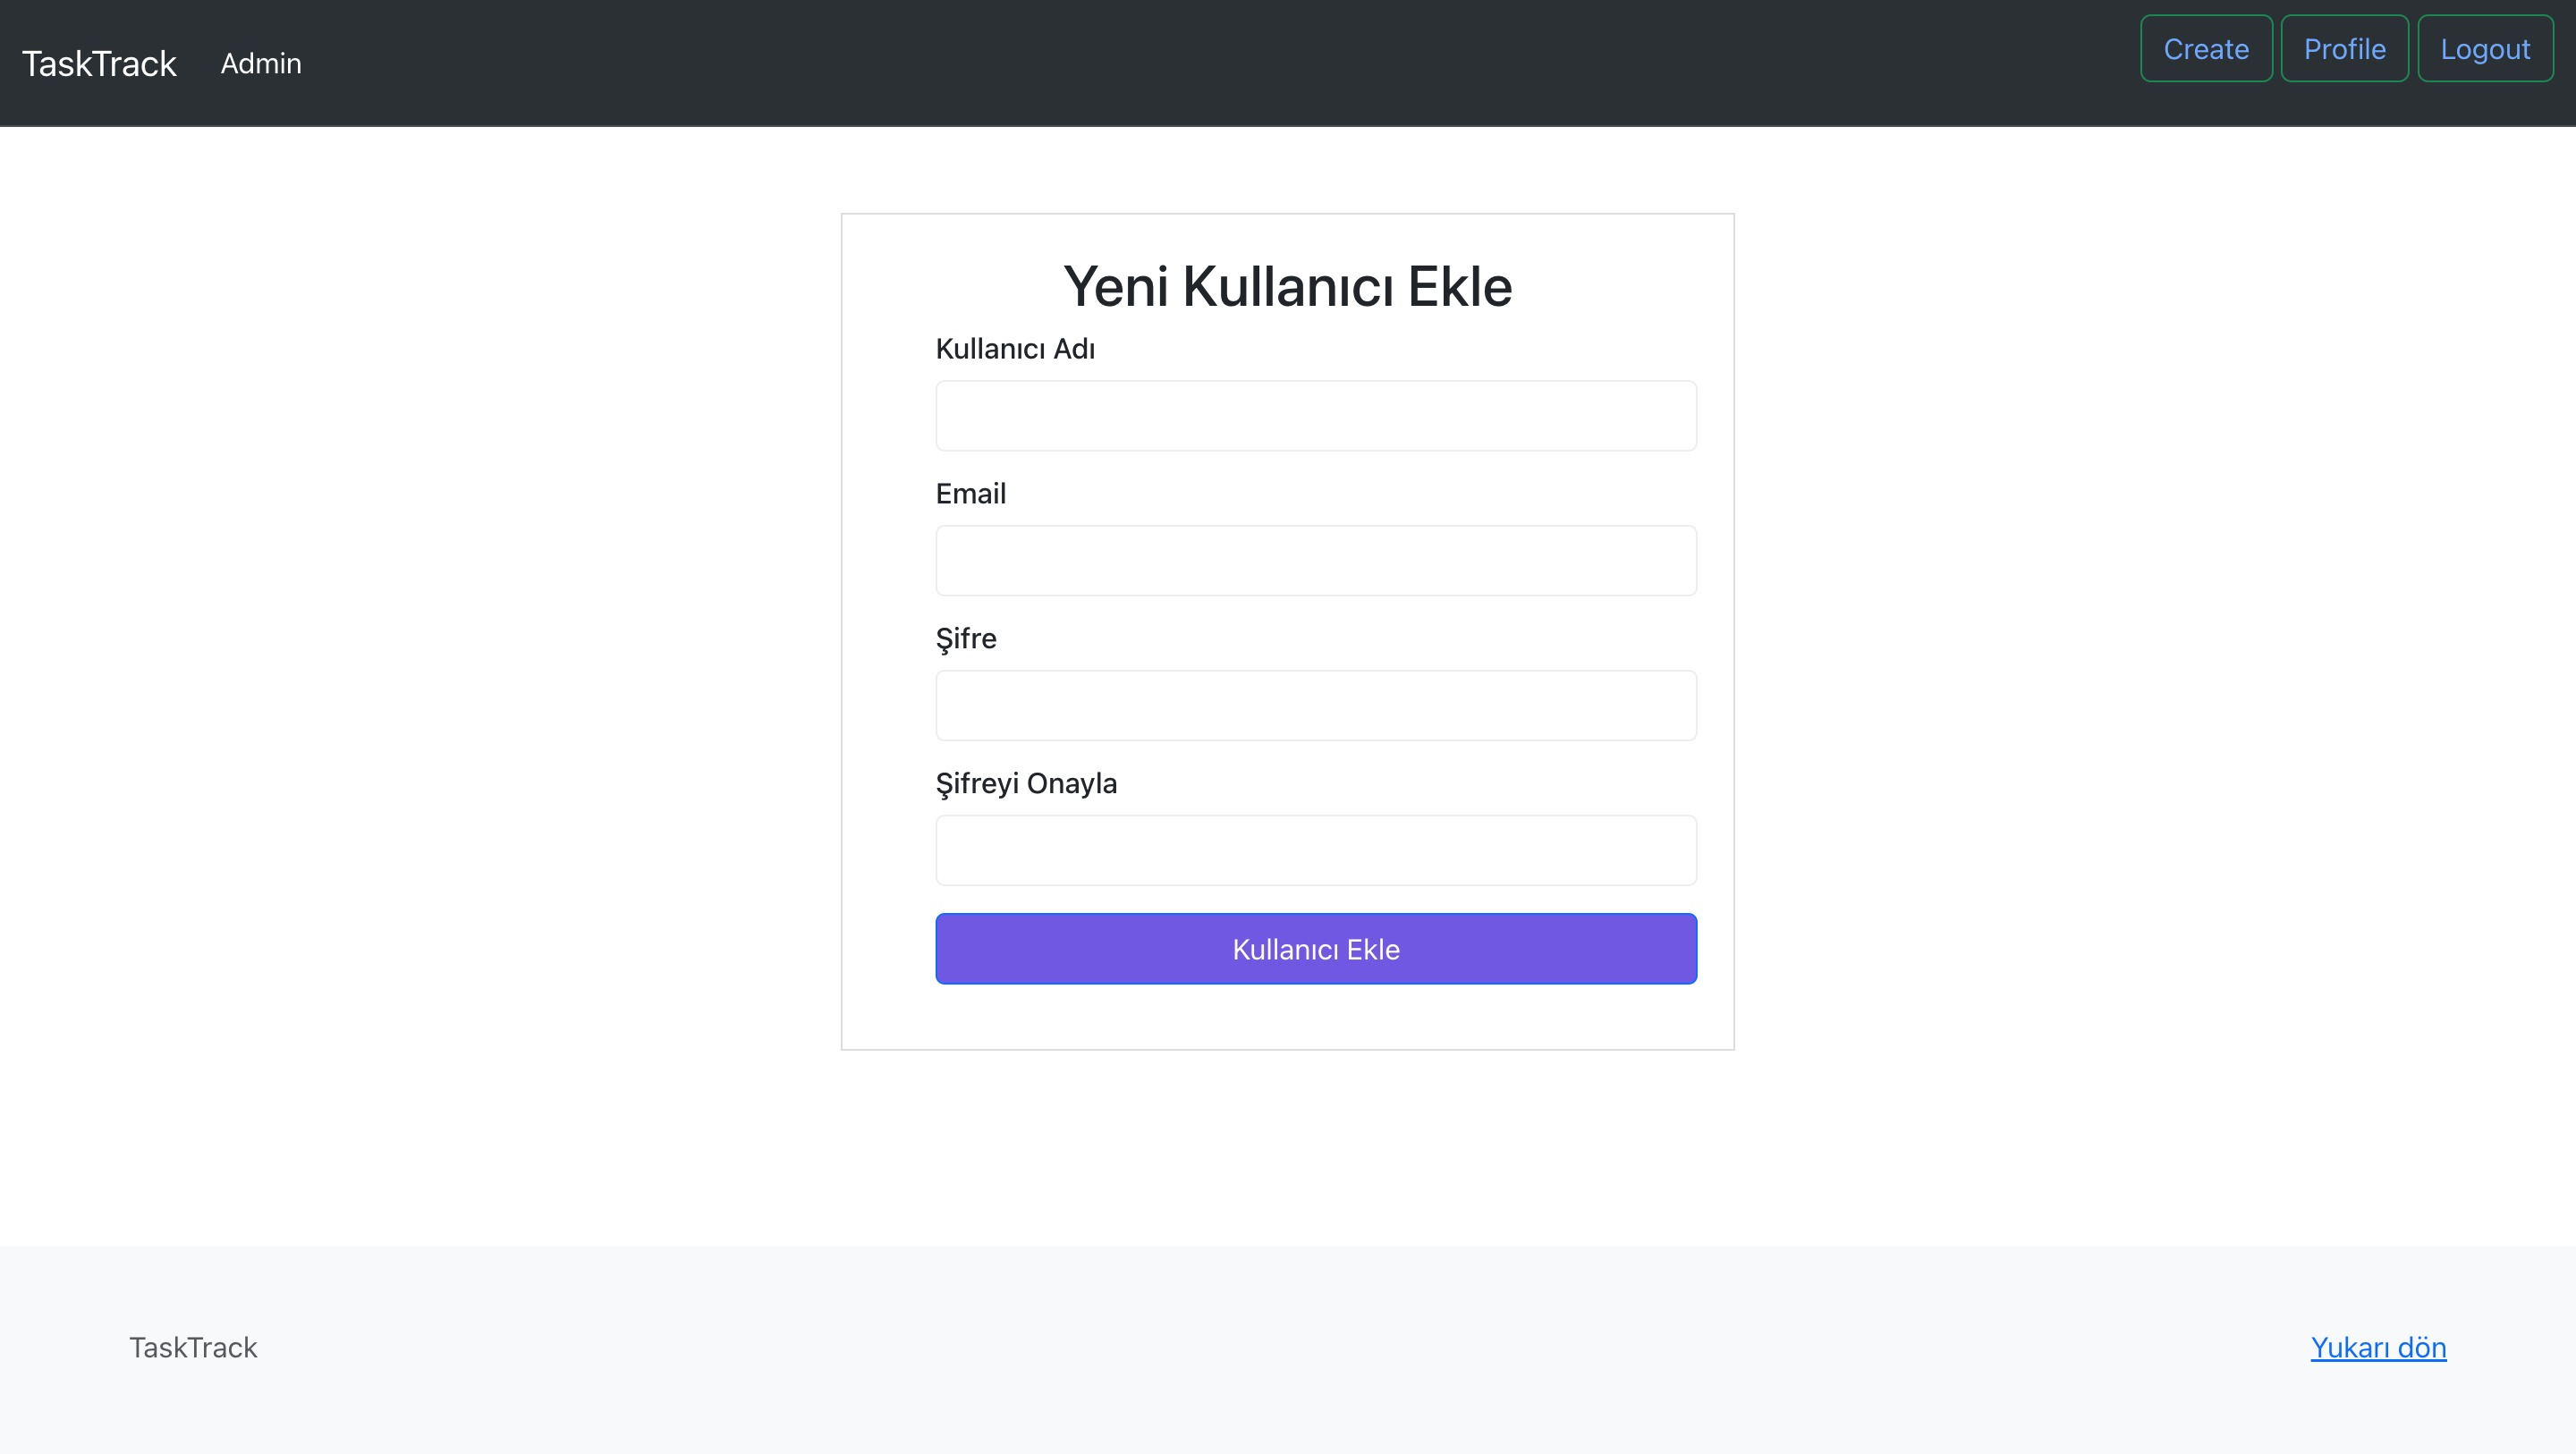 TaskTrack Admin Create Profile Logout
Yeni Kullanıcı Ekle
Kullanıcı Adı
Email
Şifre
Şifreyi Onayla
Kullanıcı Ekle
TaskTrack Yukarı dön